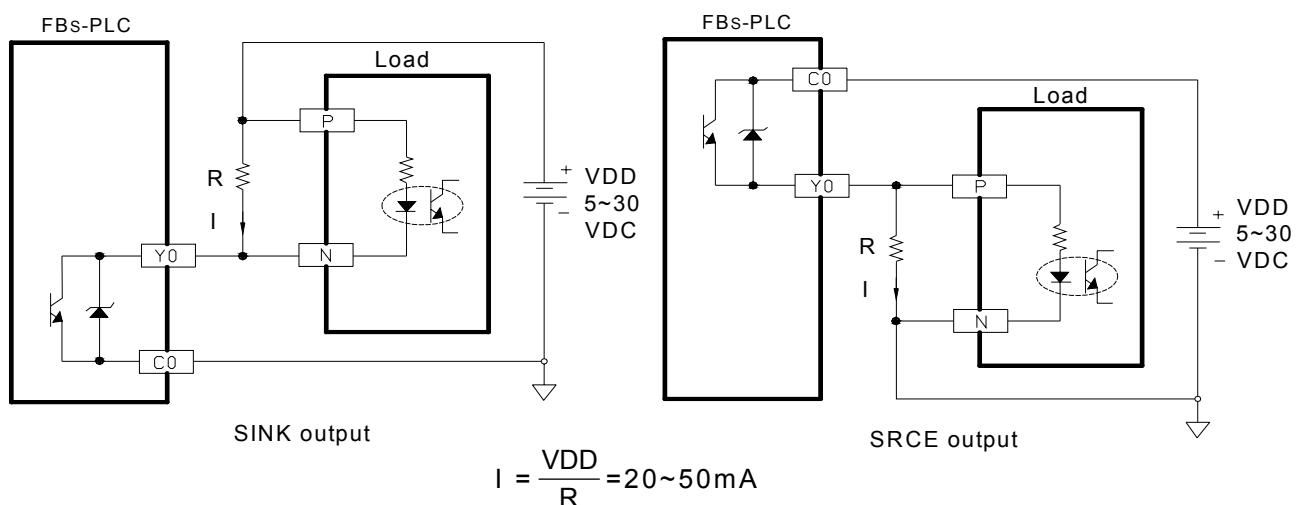 FBs-PLC
Load
P
R
I
N
Y0
C0
+ VDD
5~30
− VDC
SINK output
FBs-PLC
C0
Load
Y0
P
R
I
N
+ VDD
5~30
− VDC
SRCE output
I = VDD/R = 20~50mA